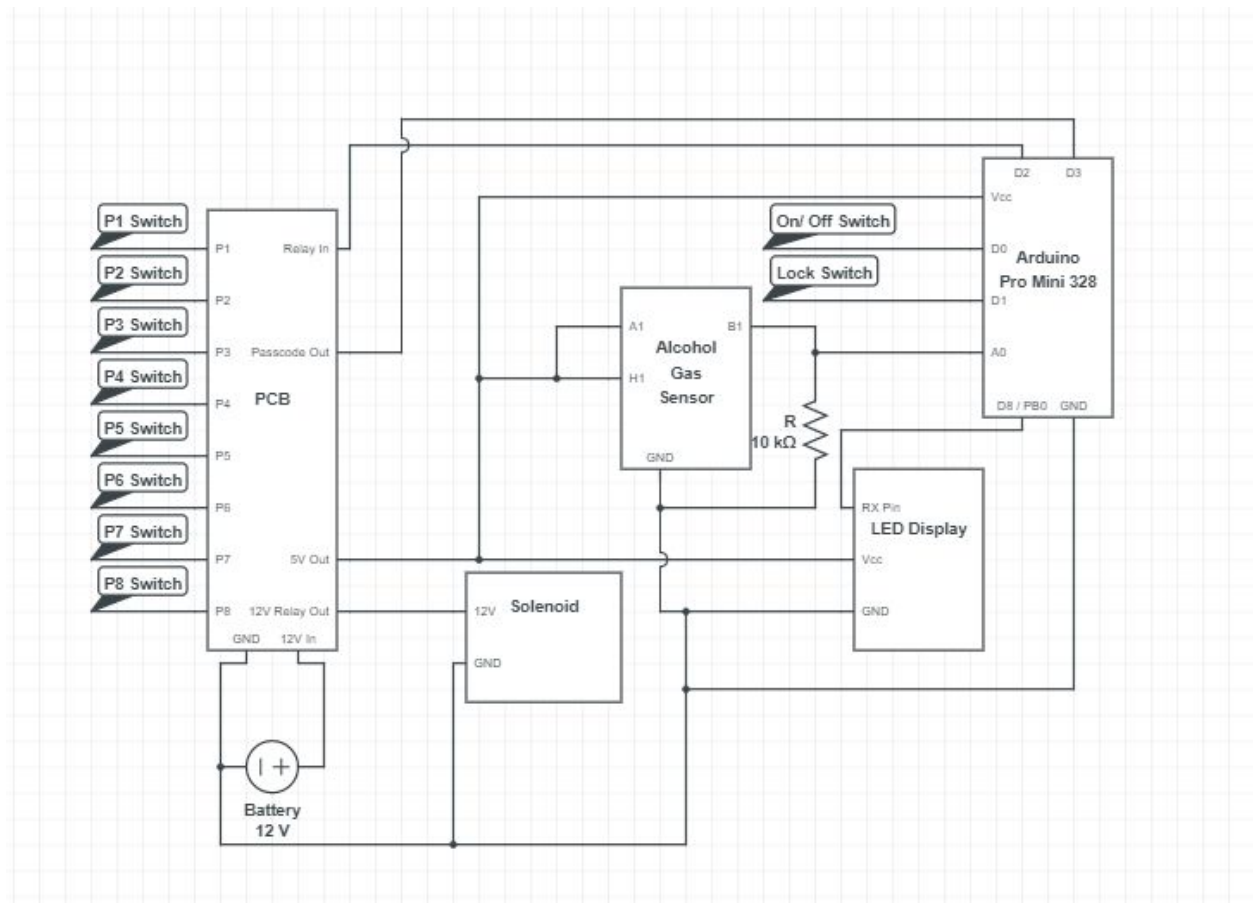 D2
D3
Vcc
P1 Switch
On/ Off Switch
P1
Relay In
D0
Arduino
Pro Mini 328
P2 Switch
Lock Switch
P2
D1
P3 Switch
A1
B1
P3
Passcode Out
Alcohol
Gas
Sensor
A0
P4 Switch
H1
P4
PCB
D8 / PB0
GND
P5 Switch
R
10 kΩ
P5
GND
P6 Switch
P6
RX Pin
LED Display
P7 Switch
P7
5V Out
Vcc
P8 Switch
Solenoid
P8
12V Relay Out
12V
GND
GND
12V In
GND
Battery
12 V